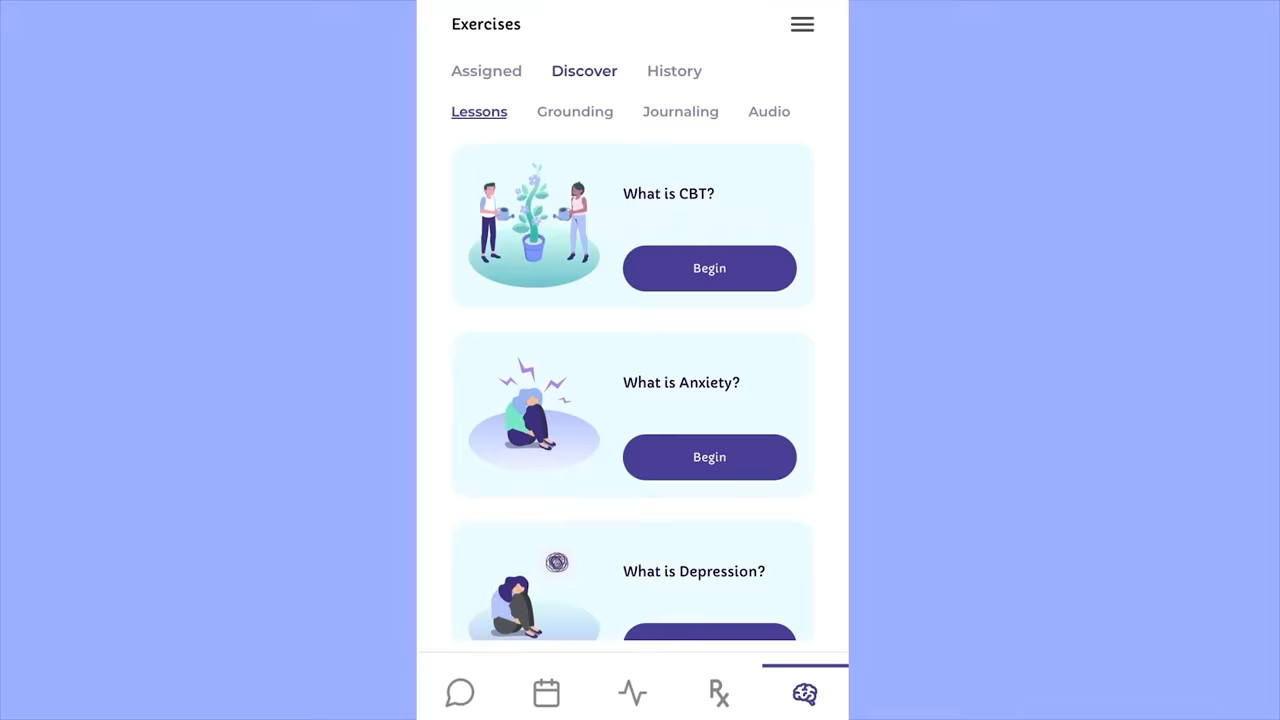 Exercises
Assigned Discover History
Lessons Grounding Journaling Audio
What is CBT?
Begin
What is Anxiety?
Begin
What is Depression?
Rx